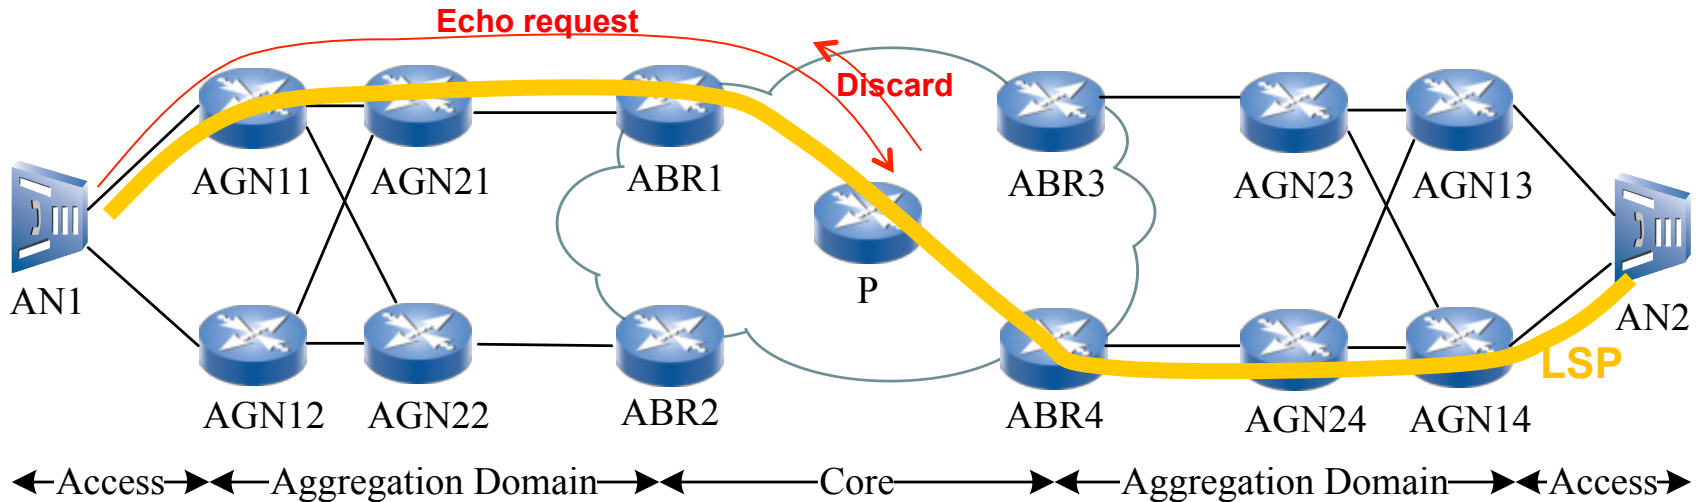 Echo request
Discard
AGN11
AGN21
ABR1
ABR3
AGN23
AGN13
AN1
P
AN2
LSP
AGN12
AGN22
ABR2
ABR4
AGN24
AGN14
Access
Aggregation Domain
Core
Aggregation Domain
Access